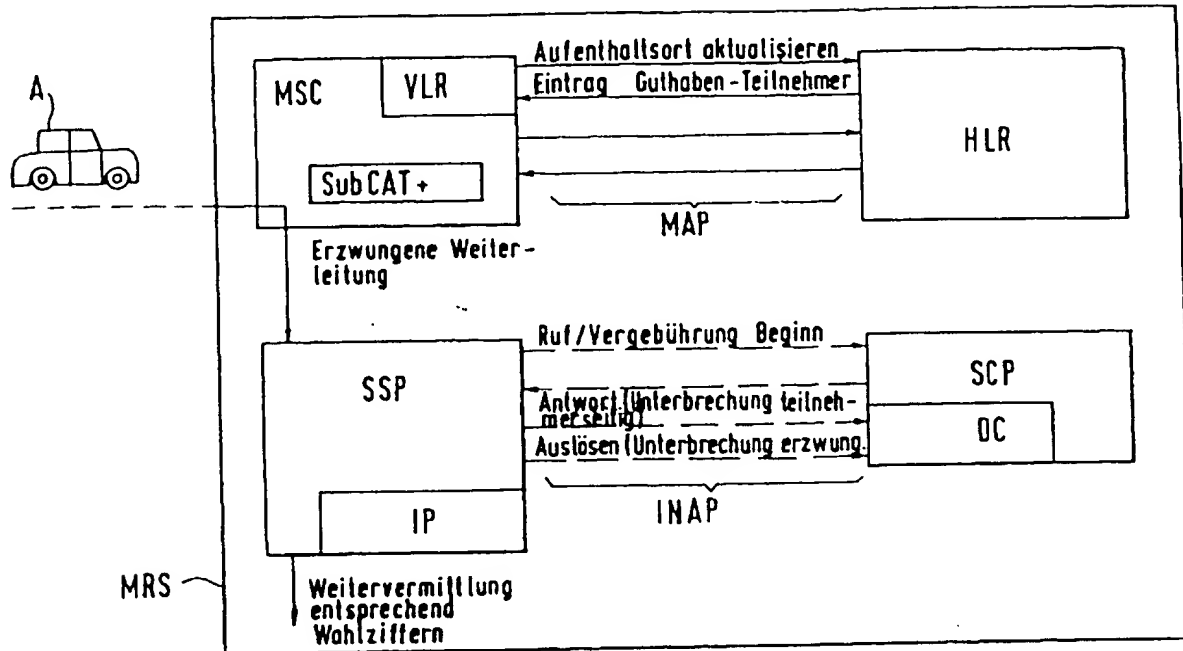 Aufenthaltsort aktualisieren
Eintrag Guthaben-Teilnehmer
MSC
VLR
A
HLR
SubCAT +
MAP
Erzwungene Weiter-
leitung
Ruf/Vergebührung Beginn
SSP
SCP
Antwort (Unterbrechung teilneh-
merseitig)
DC
Auslösen (Unterbrechung erzwung.
INAP
IP
MRS
Weitervermittlung
entsprechend
Wahlziffern